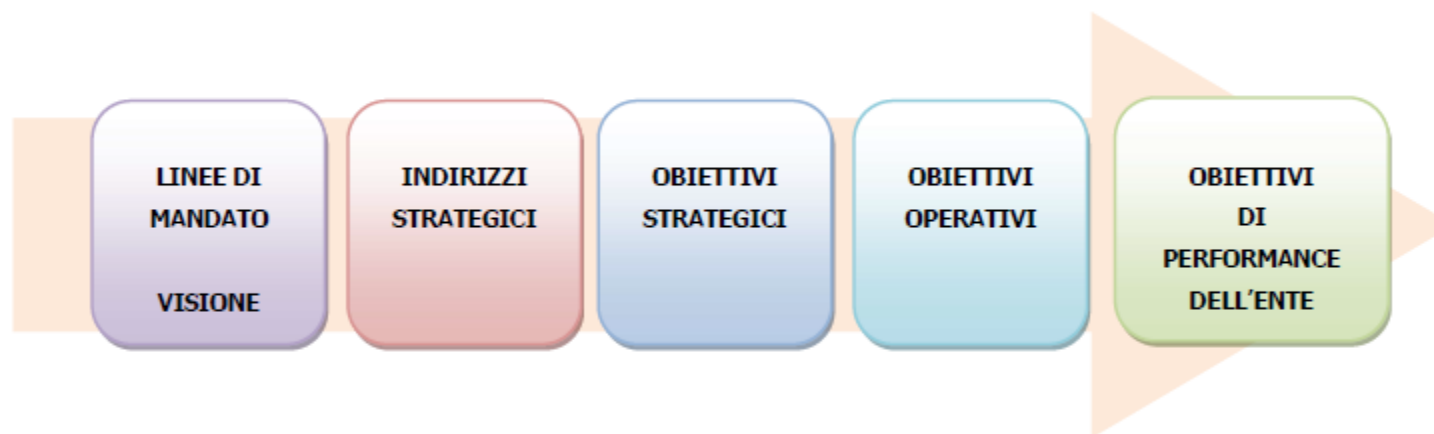 LINEE DI
MANDATO
VISIONE
INDIRIZZI
STRATEGICI
OBIETTIVI
STRATEGICI
OBIETTIVI
OPERATIVI
OBIETTIVI
DI
PERFORMANCE
DELL’ENTE